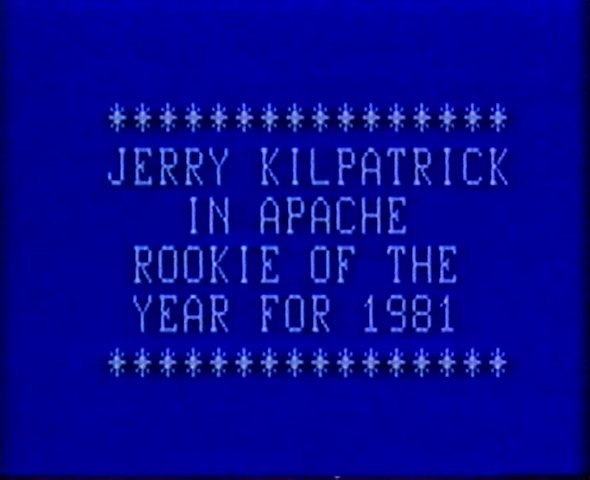 ****************
JERRY KILPATRICK
IN APACHE
ROOKIE OF THE
YEAR FOR 1981
****************